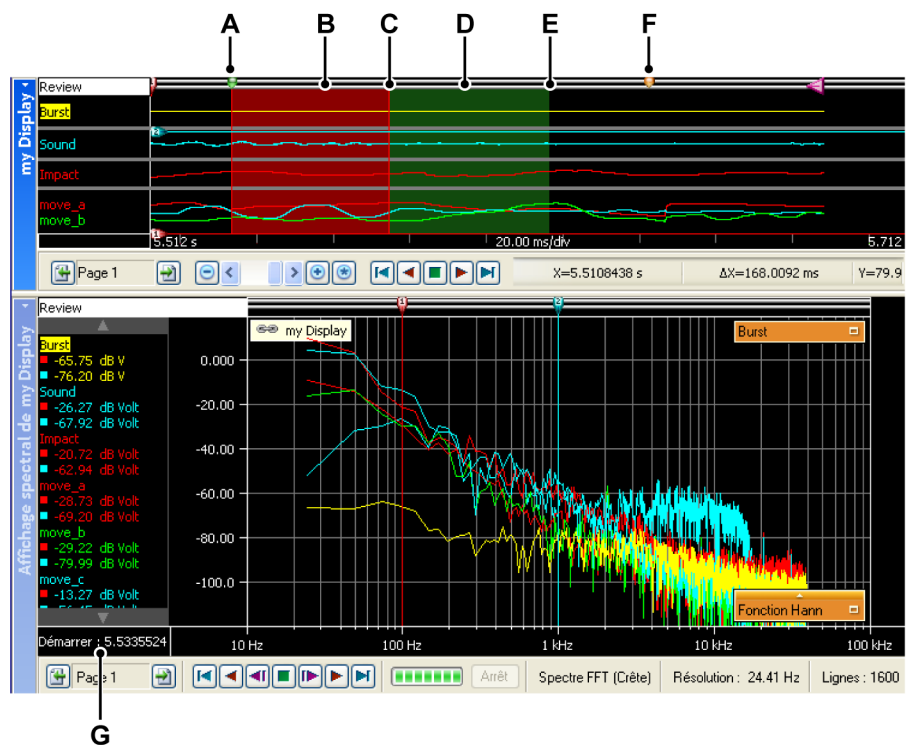 A B C D E F
my Display
Review
Burst
2
Sound
Impact
move_a
move_b
1
5.512 s 20.00 ms/div 5.712
Page 1 X=5.5108438 s ΔX=168.0092 ms Y=79.9
Affichage spectral de my Display
Review
1 2
my Display Burst
Burst
-65.75 dB V
-76.20 dB V
Sound
-26.27 dB Volt
-67.92 dB Volt
Impact
-20.72 dB Volt
-62.94 dB Volt
move_a
-28.73 dB Volt
-69.20 dB Volt
move_b
-29.22 dB Volt
-79.99 dB Volt
move_c
-13.27 dB Volt
0.000
-20.00
-40.00
-60.00
-80.00
-100.0
Fonction Hann
Démarrer : 5.5335524 10 Hz 100 Hz 1 kHz 10 kHz 100 kHz
Page 1 Arrêt Spectre FFT (Crête) Résolution : 24.41 Hz Lignes : 1600
G